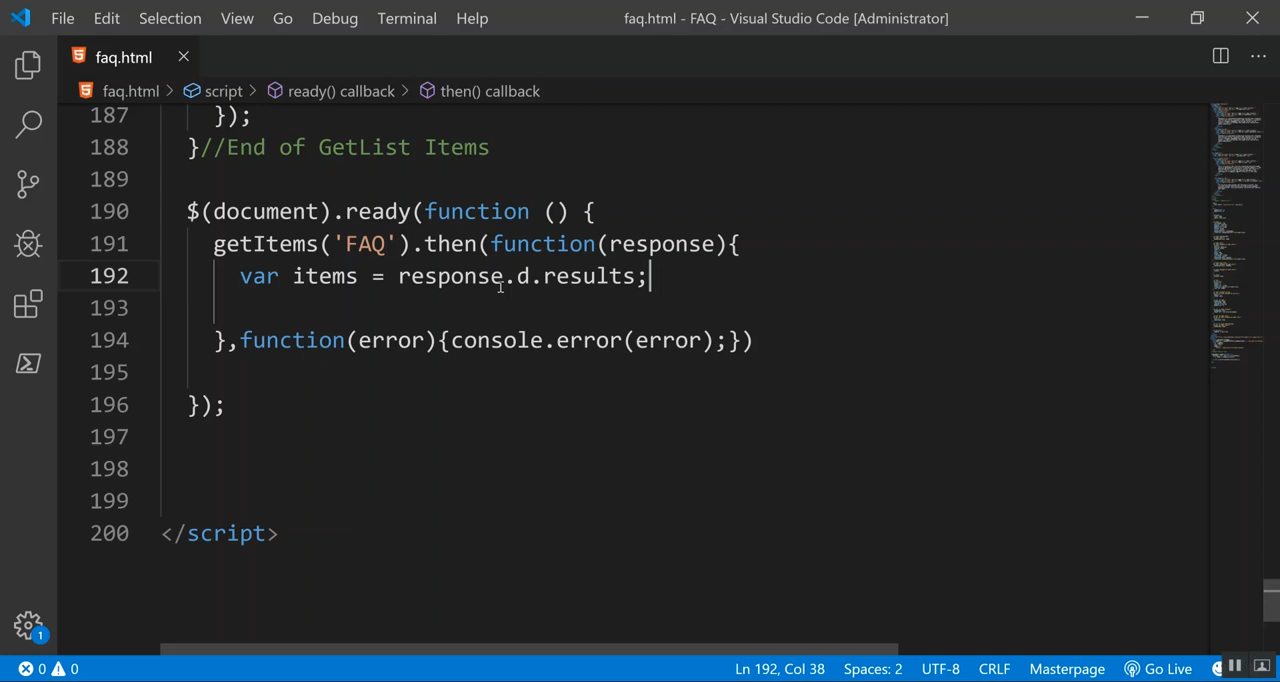 File Edit Selection View Go Debug Terminal Help faq.html - FAQ - Visual Studio Code [Administrator]
faq.html
faq.html > script > ready() callback > then() callback
187 });
188 }//End of GetList Items
189
190 $(document).ready(function () {
191 getItems('FAQ').then(function(response){
192 var items = response.d.results;
193
194 },function(error){console.error(error);})
195
196 });
197
198
199
200 </script>
1
0 0 Ln 192, Col 38 Spaces: 2 UTF-8 CRLF Masterpage Go Live